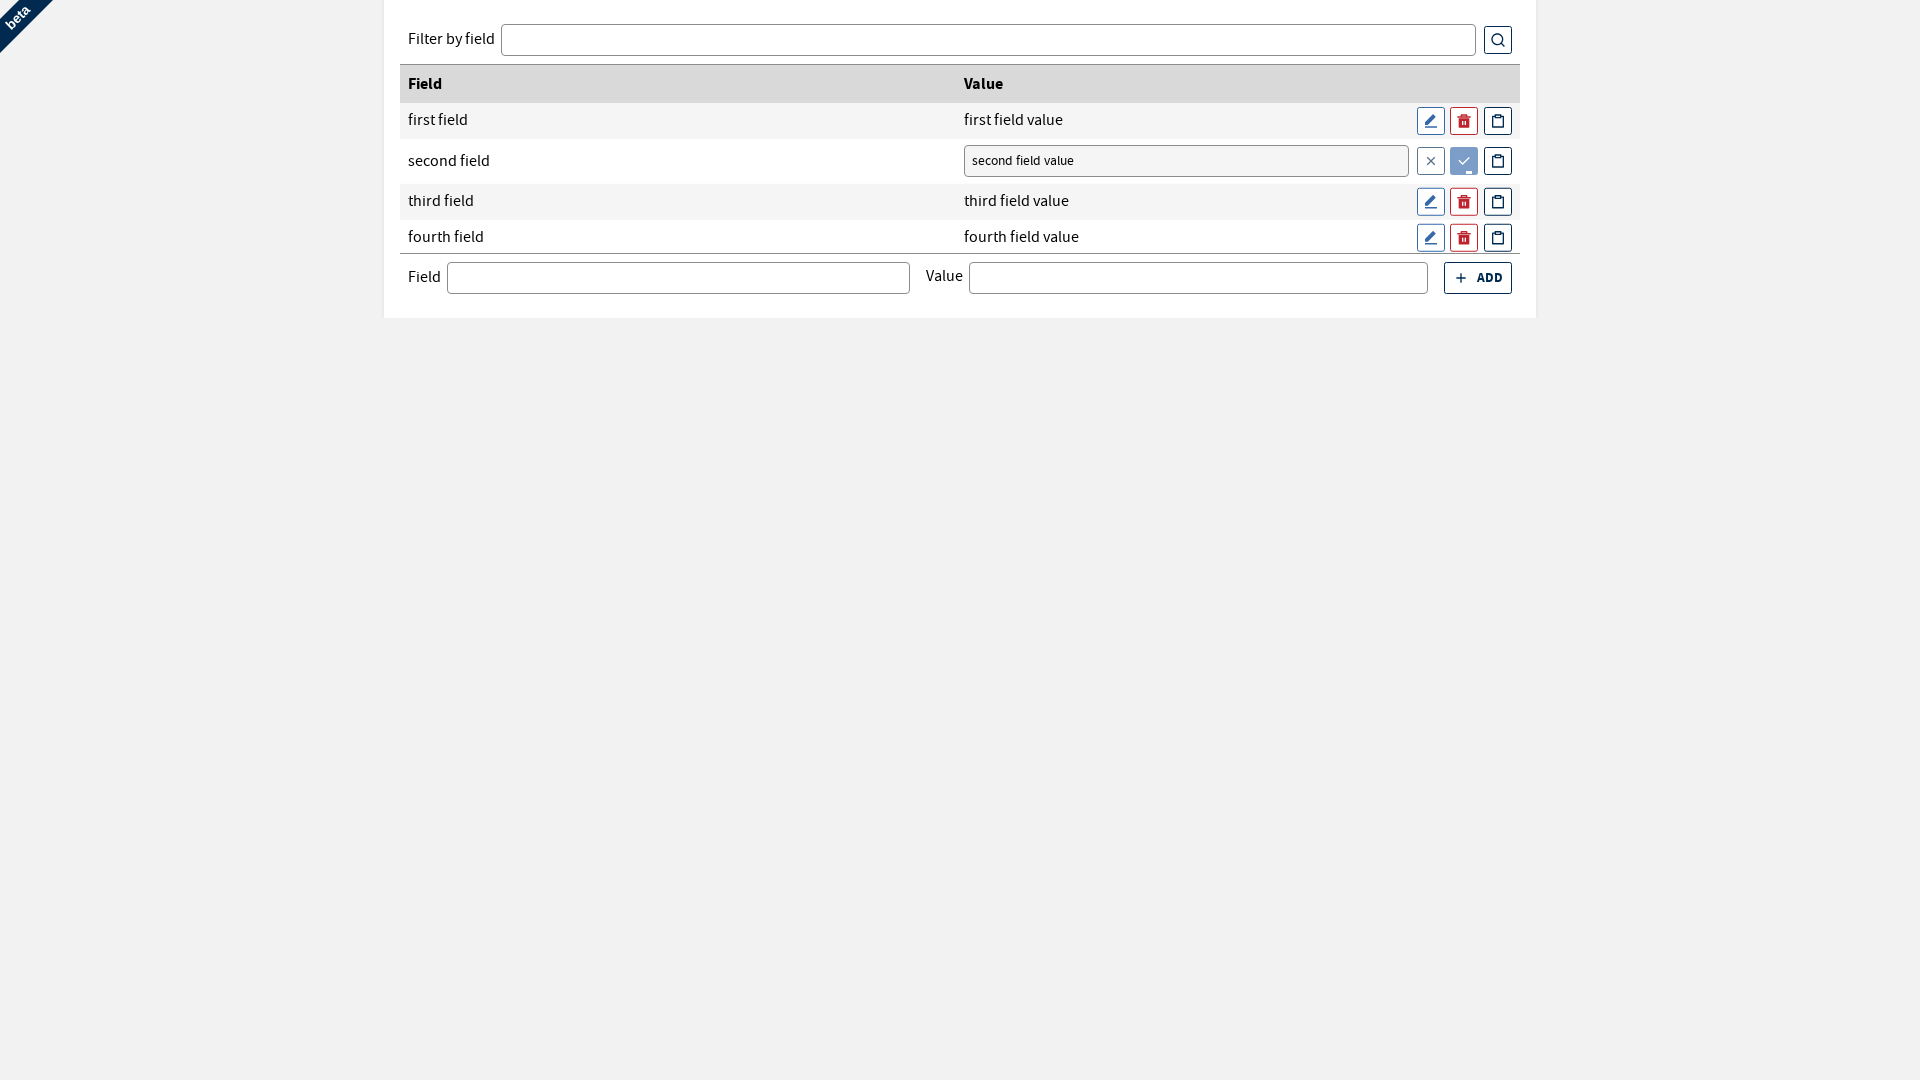 beta
Filter by field
Field Value
first field first field value
second field second field value
third field third field value
fourth field fourth field value
Field Value ADD